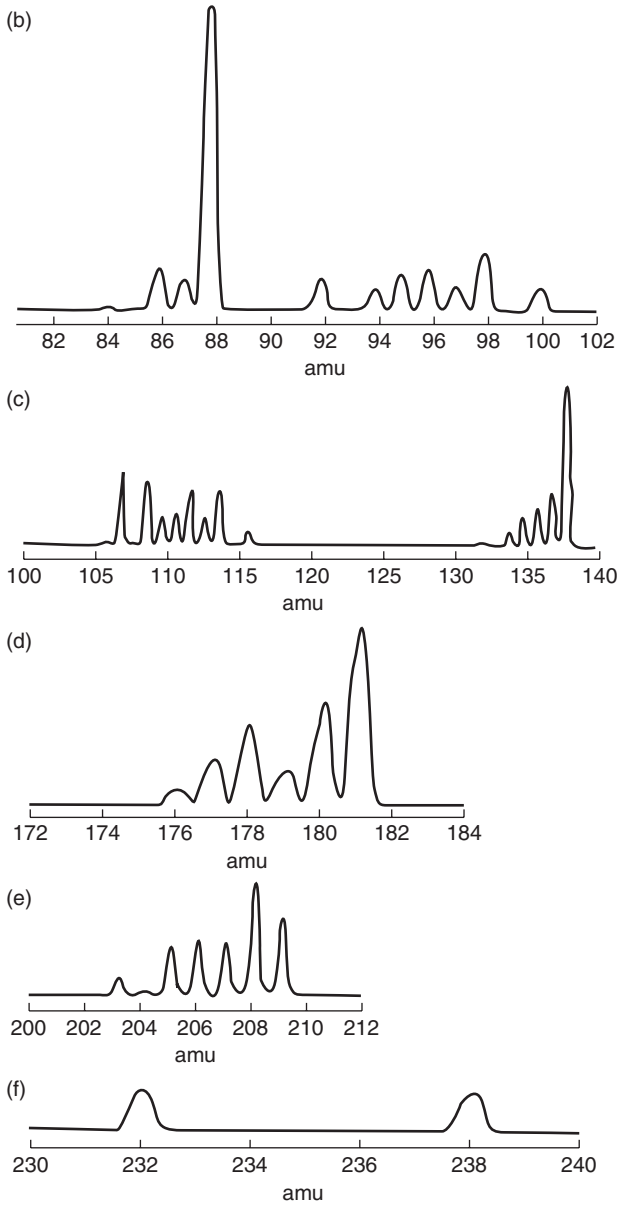 (b)
82 84 86 88 90 92 94 96 98 100 102
amu
(c)
100 105 110 115 120 125 130 135 140
amu
(d)
172 174 176 178 180 182 184
amu
(e)
200 202 204 206 208 210 212
amu
(f)
230 232 234 236 238 240
amu